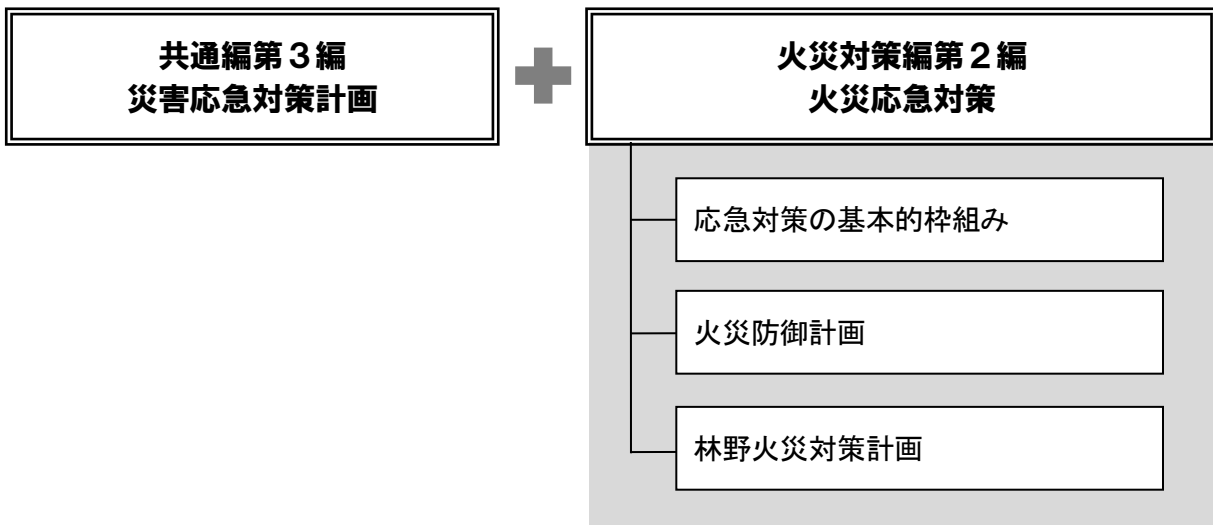 共通編第３編
災害応急対策計画
火災対策編第２編
火災応急対策
応急対策の基本的枠組み
火災防御計画
林野火災対策計画